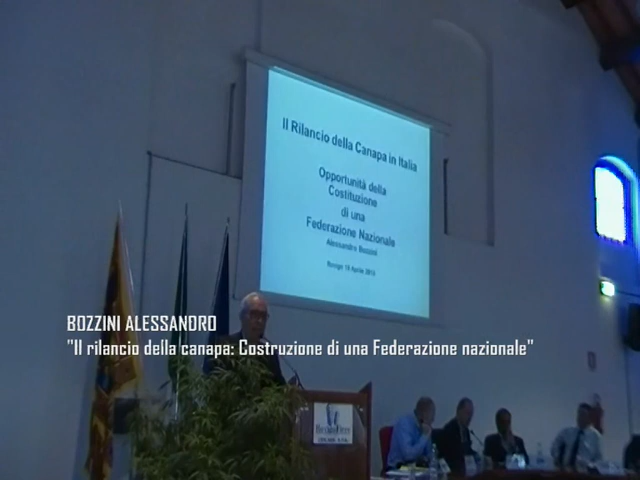 Il Rilancio della Canapa in Italia
Opportunità della
Costituzione
di una
Federazione Nazionale
Alessandro Bozzini
BOZZINI ALESSANDRO
"Il rilancio della canapa: Costruzione di una Federazione nazionale"